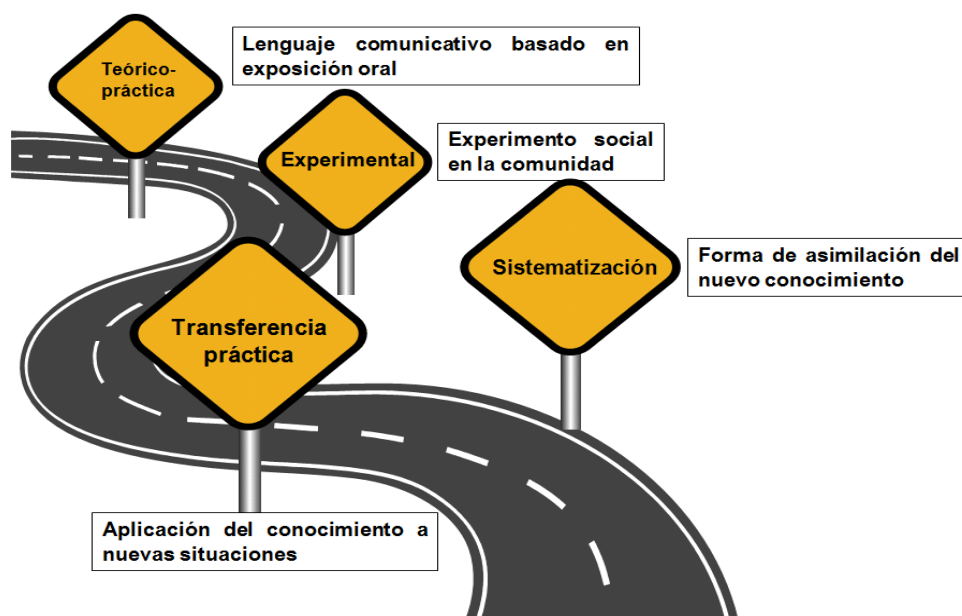 Teórico-
práctica
Lenguaje comunicativo basado en
exposición oral
Experimental
Experimento social
en la comunidad
Sistematización
Forma de asimilación del
nuevo conocimiento
Transferencia
práctica
Aplicación del conocimiento a
nuevas situaciones